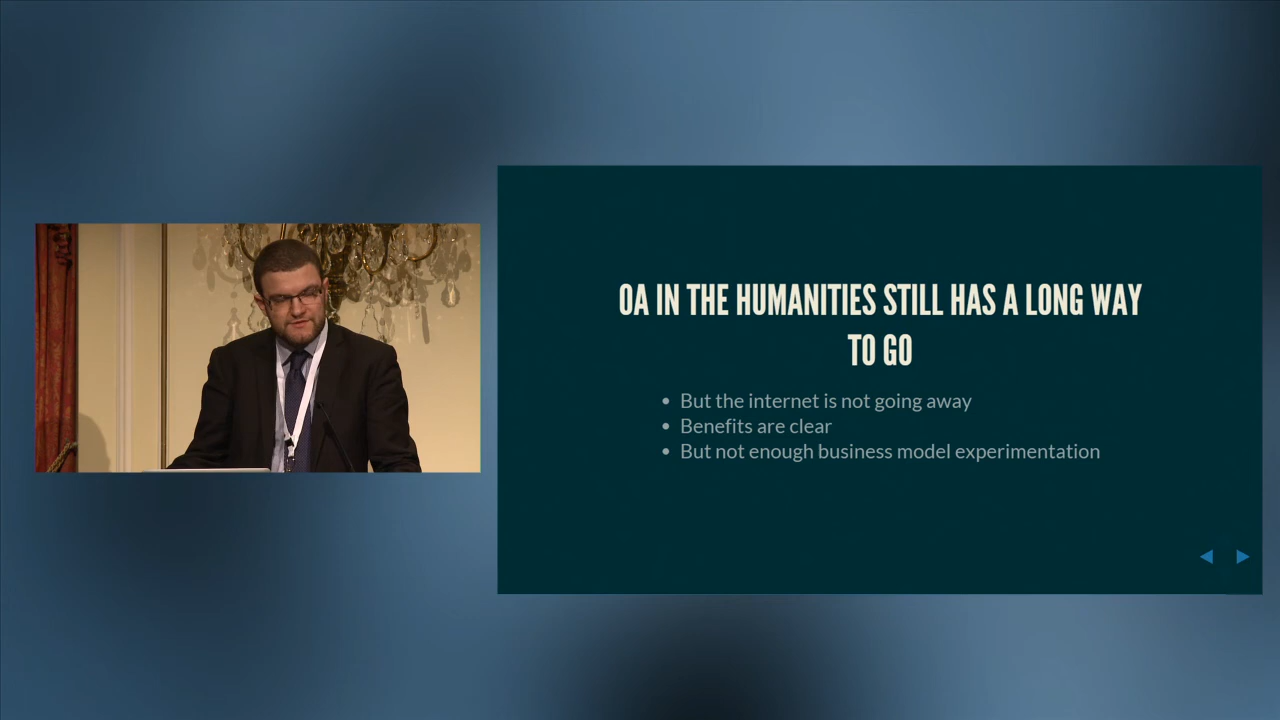 OA IN THE HUMANITIES STILL HAS A LONG WAY
TO GO
But the internet is not going away
Benefits are clear
But not enough business model experimentation